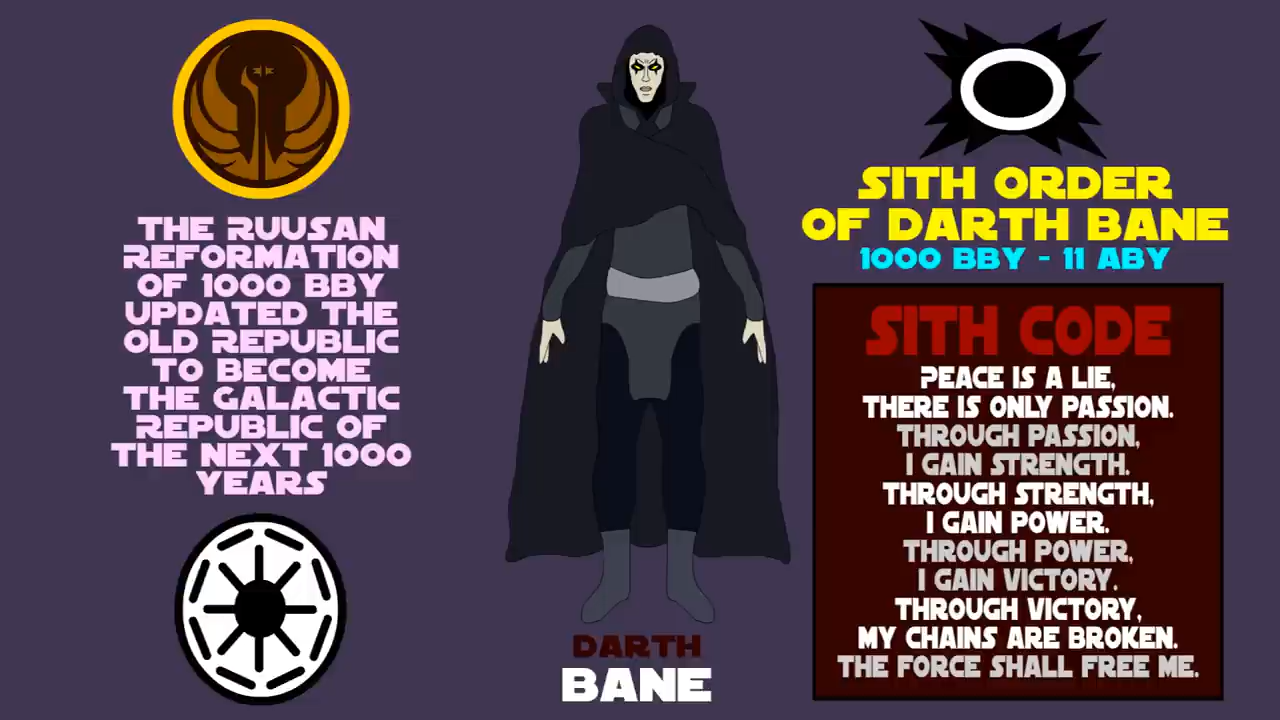 THE RUUSAN
REFORMATION
OF 1000 BBY
UPDATED THE
OLD REPUBLIC
TO BECOME
THE GALACTIC
REPUBLIC OF
THE NEXT 1000
YEARS
DARTH
BANE
SITH ORDER
OF DARTH BANE
1000 BBY - 11 ABY
SITH CODE
PEACE IS A LIE,
THERE IS ONLY PASSION.
THROUGH PASSION,
I GAIN STRENGTH.
THROUGH STRENGTH,
I GAIN POWER.
THROUGH POWER,
I GAIN VICTORY.
THROUGH VICTORY,
MY CHAINS ARE BROKEN.
THE FORCE SHALL FREE ME.